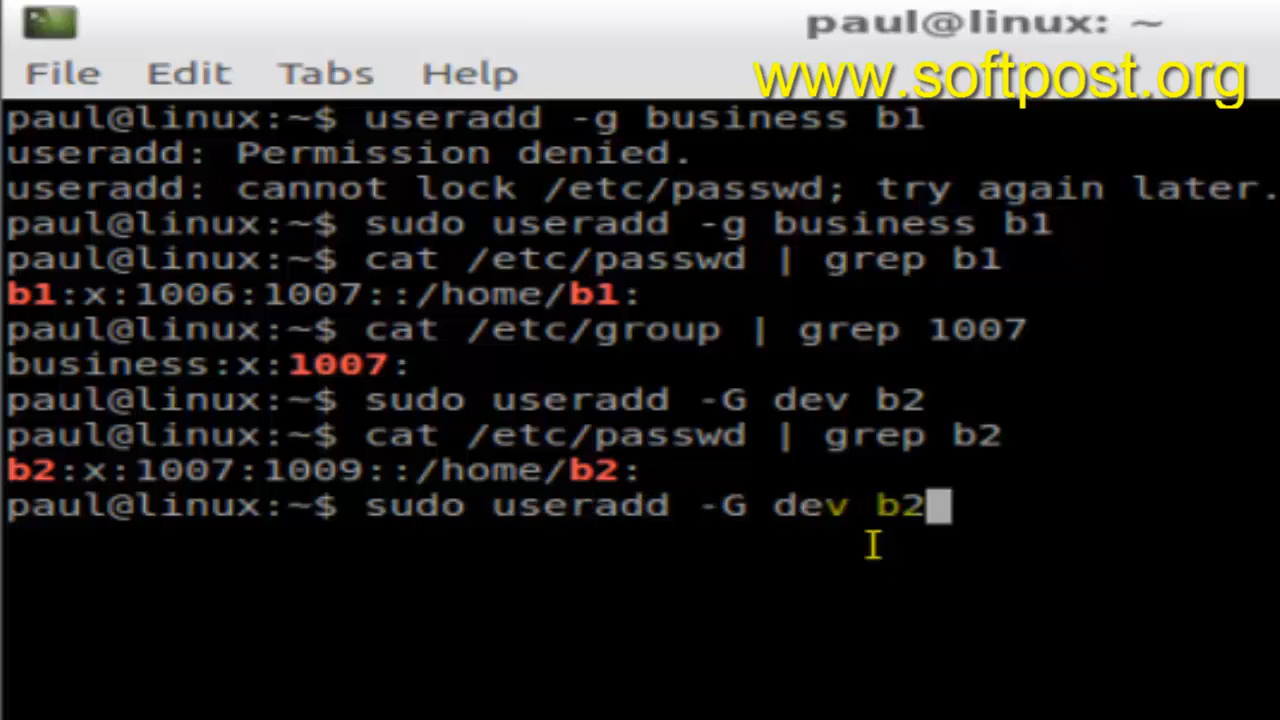 paul@linux: ~
File Edit Tabs Help
www.softpost.org
paul@linux:~$ useradd -g business b1
useradd: Permission denied.
useradd: cannot lock /etc/passwd; try again later.
paul@linux:~$ sudo useradd -g business b1
paul@linux:~$ cat /etc/passwd | grep b1
b1:x:1006:1007::/home/b1:
paul@linux:~$ cat /etc/group | grep 1007
business:x:1007:
paul@linux:~$ sudo useradd -G dev b2
paul@linux:~$ cat /etc/passwd | grep b2
b2:x:1007:1009::/home/b2:
paul@linux:~$ sudo useradd -G dev b2